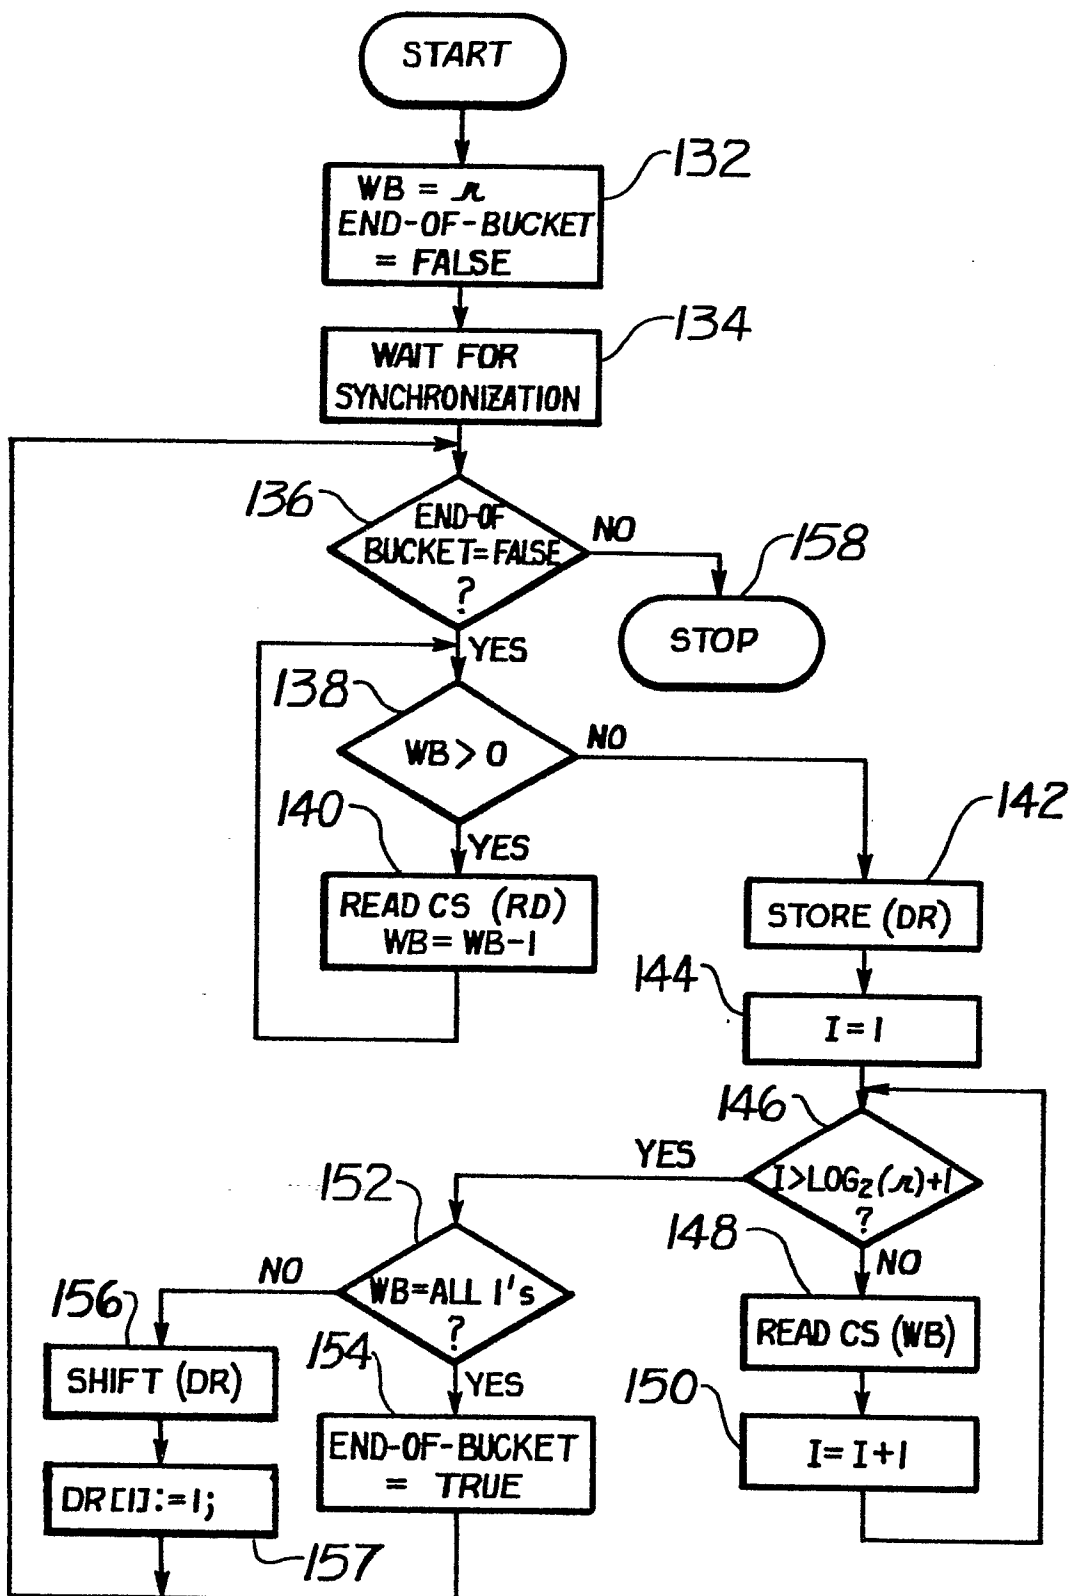 START
132
WB = r
END-OF-BUCKET
= FALSE
134
WAIT FOR
SYNCHRONIZATION
136
END-OF
BUCKET=FALSE
?
NO
158
STOP
YES
138
WB > 0
NO
140
YES
READ CS (RD)
WB = WB-1
142
STORE (DR)
144
I = 1
146
I>LOG2(r)+1
?
YES
NO
148
READ CS (WB)
150
I = I+1
152
WB=ALL 1's
?
NO
YES
156
SHIFT (DR)
154
END-OF-BUCKET
= TRUE
DR[1]:=1;
157